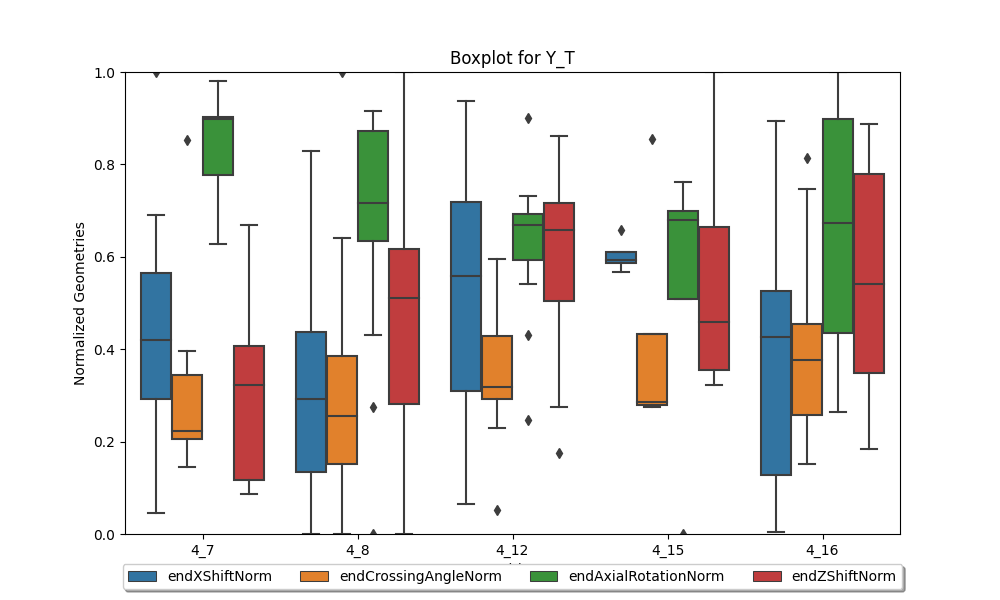 Boxplot for Y_T
Normalized Geometries
1.0
0.8
0.6
0.4
0.2
0.0
4_7 4_8 4_12 4_15 4_16
endXShiftNorm endCrossingAngleNorm endAxialRotationNorm endZShiftNorm